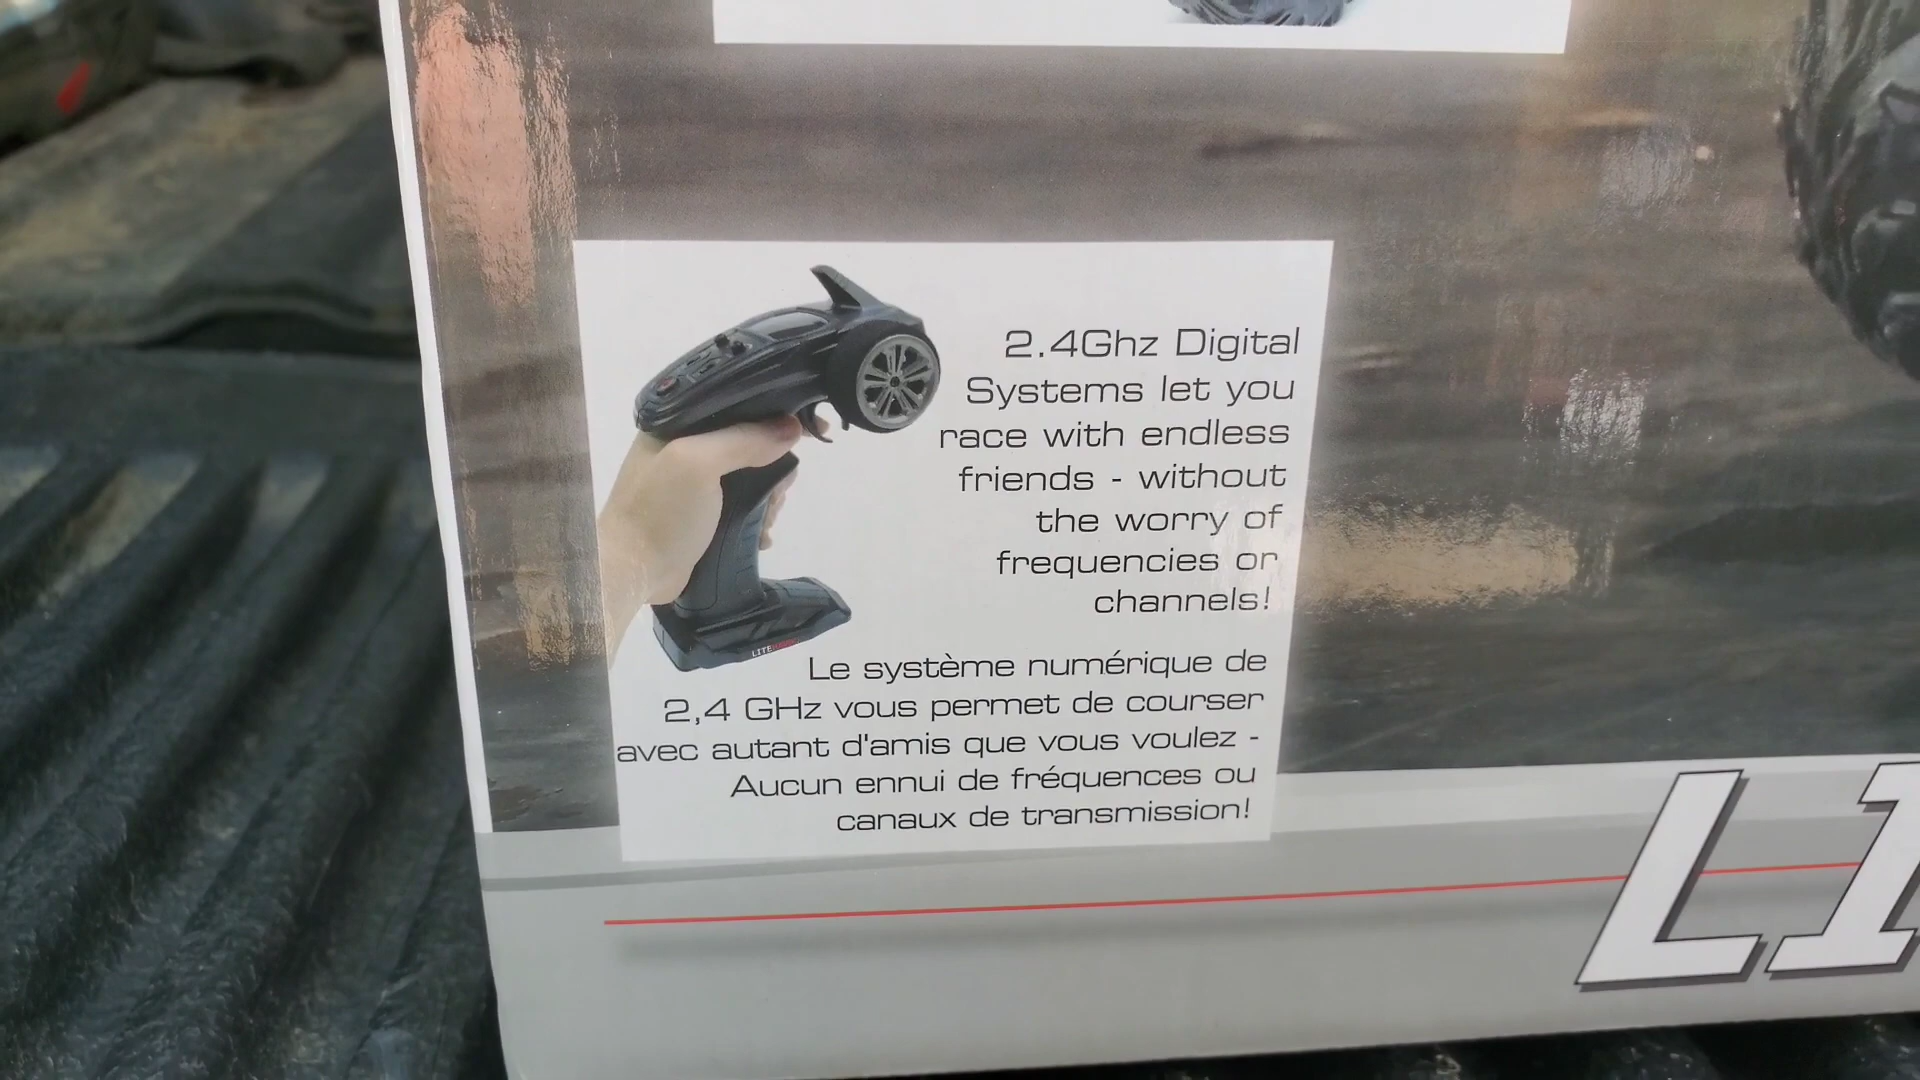 2.4Ghz Digital
Systems let you
race with endless
friends - without
the worry of
frequencies or
channels!
LITE
Le système numérique de
2,4 GHz vous permet de courser
avec autant d'amis que vous voulez -
Aucun ennui de fréquences ou
canaux de transmission!
LI